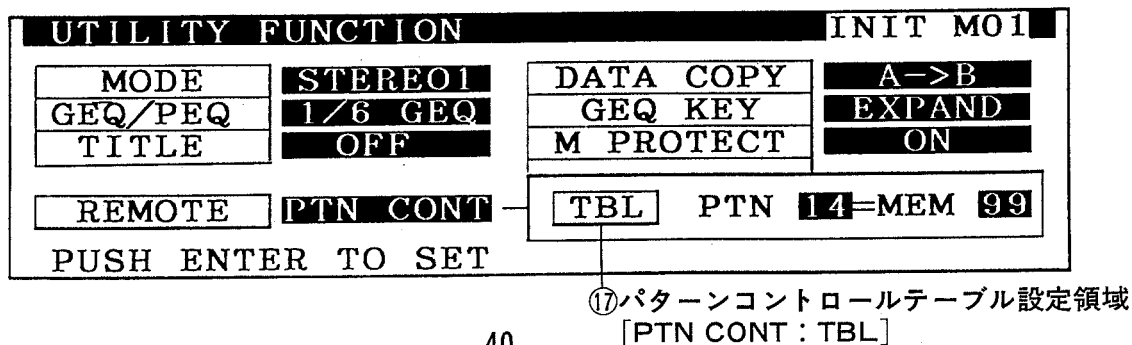 UTILITY FUNCTION INIT M01
MODE STEREO1 DATA COPY A->B
GEQ/PEQ 1/6 GEQ GEQ KEY EXPAND
TITLE OFF M PROTECT ON
REMOTE PTN CONT TBL PTN 14=MEM 99
PUSH ENTER TO SET
⑰パターンコントロールテーブル設定領域
[PTN CONT：TBL]